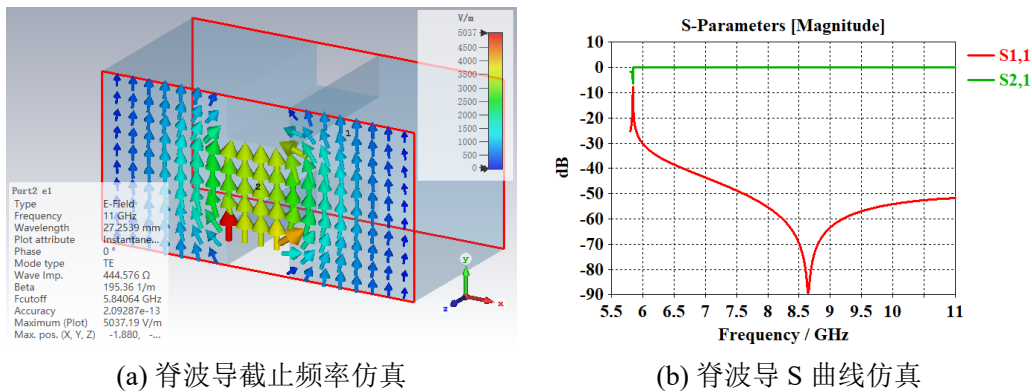 V/m
5037
4500
4000
3500
3000
2500
2000
1500
1000
500
0
1
2
Port2 e1
Type E-Field
Frequency 11 GHz
Wavelength 27.2539 mm
Plot attribute Instantane...
Phase 0 °
Mode type TE
Wave Imp. 444.576 Ω
Beta 195.36 1/m
Fcutoff 5.84064 GHz
Accuracy 2.09287e-13
Maximum (Plot) 5037.19 V/m
Max. pos. (X, Y, Z) -1.880, -...
y
z
x
(a) 脊波导截止频率仿真
S-Parameters [Magnitude]
10
0
-10
-20
-30
-40
-50
-60
-70
-80
-90
dB
5.5 6 6.5 7 7.5 8 8.5 9 9.5 10 11
Frequency / GHz
S1,1
S2,1
(b) 脊波导 S 曲线仿真